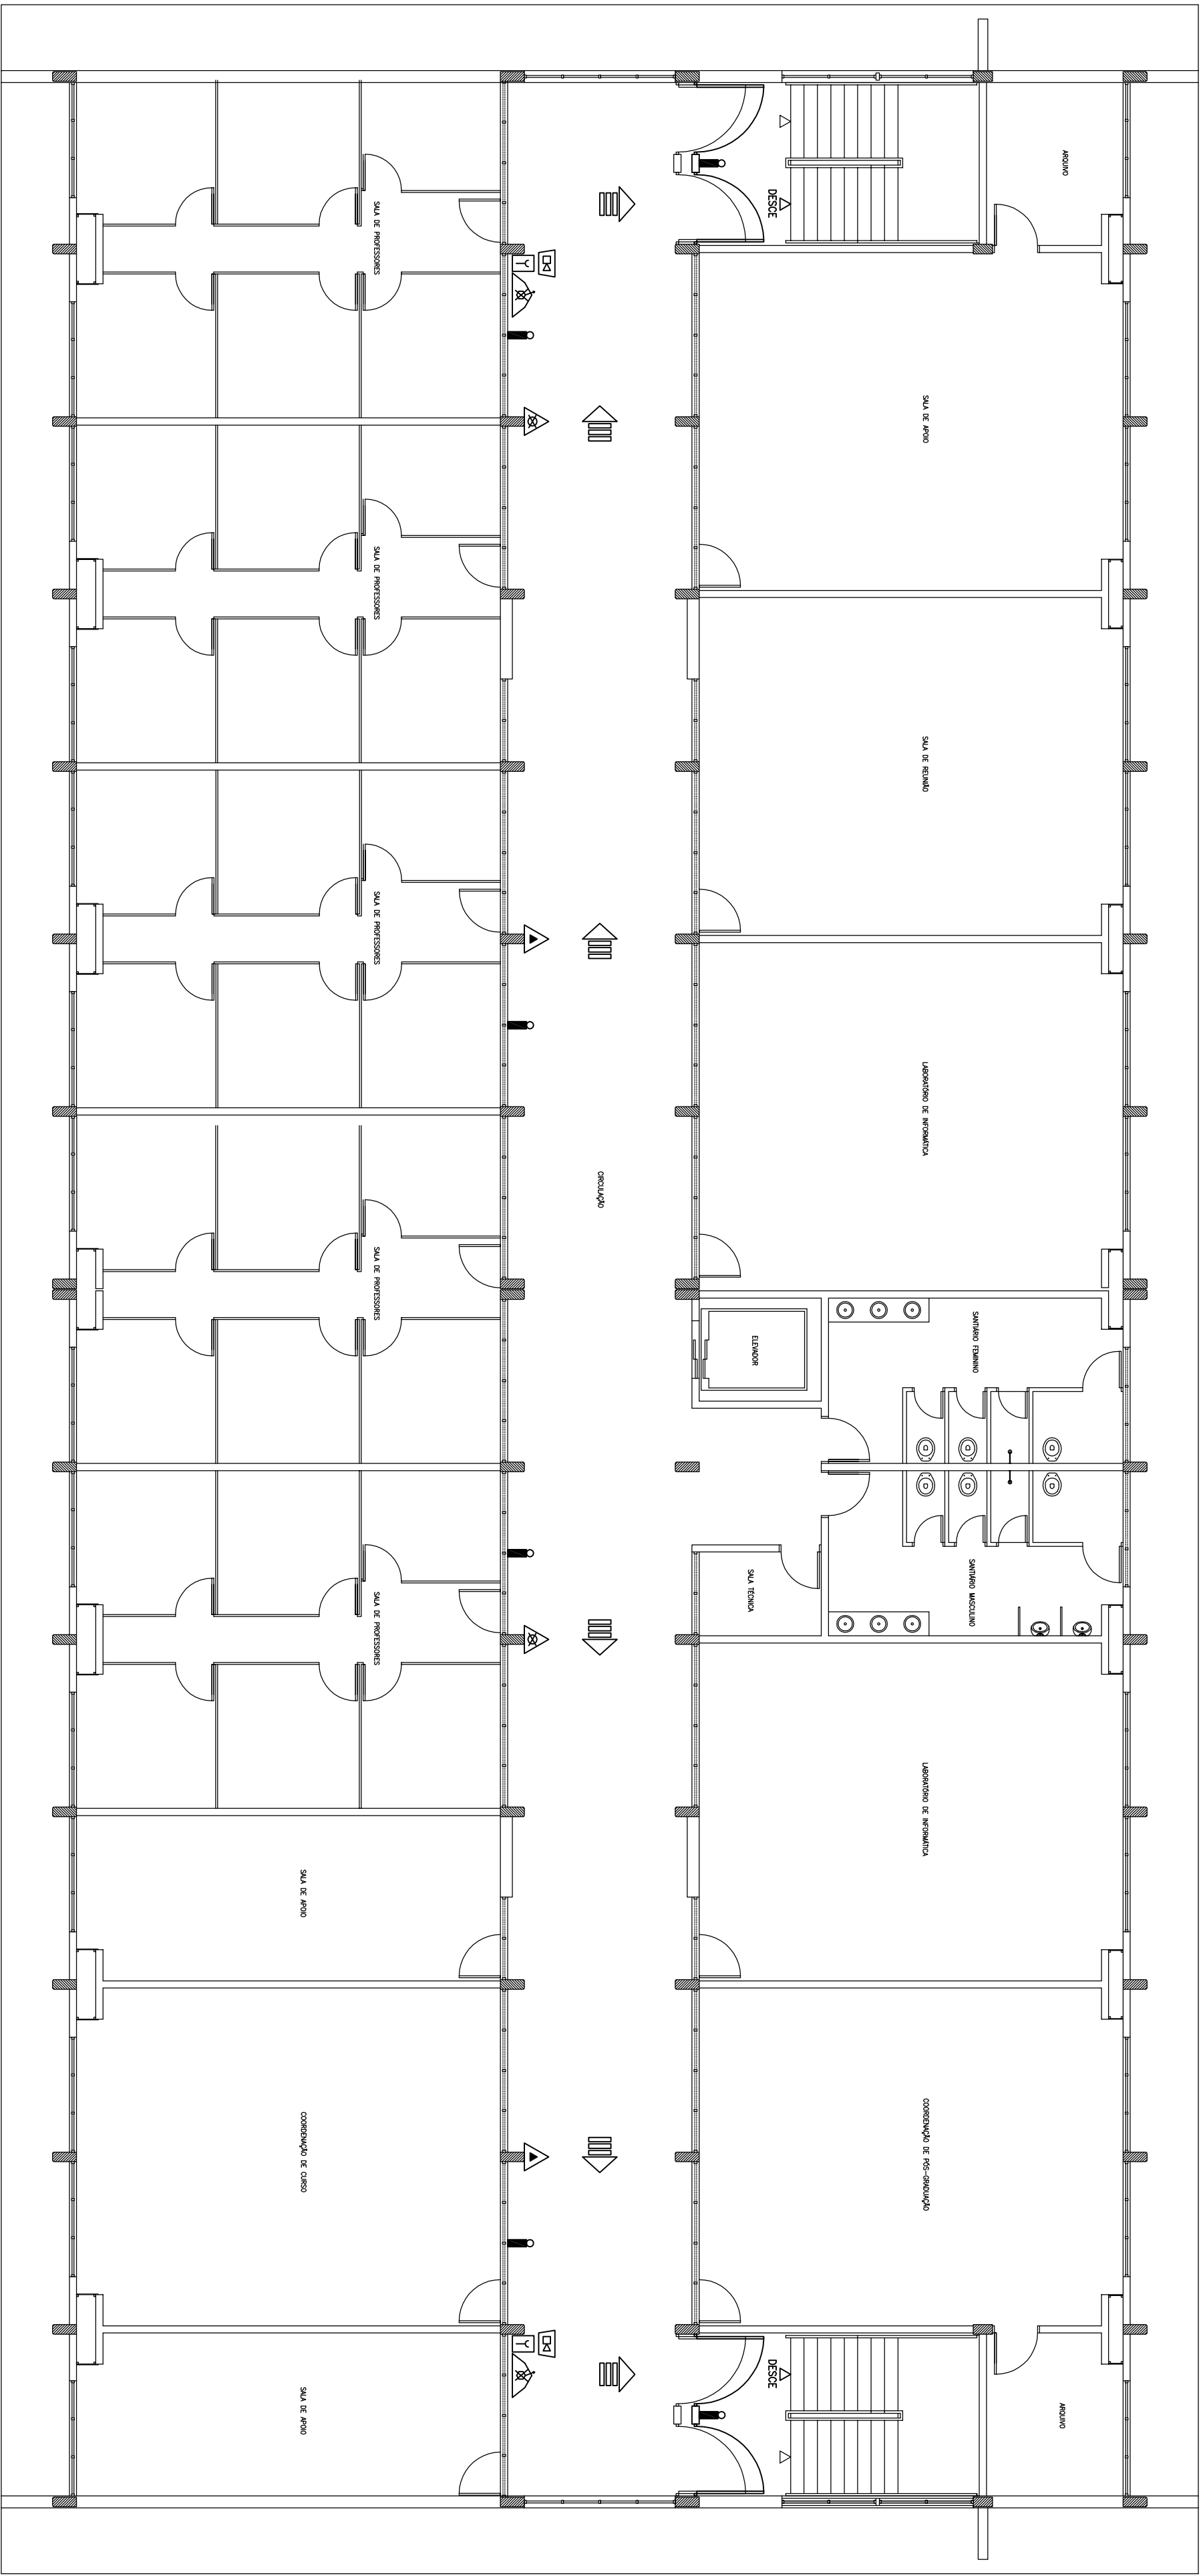 ARQUIVO
ARQUIVO
SANTIÁRIO FEMININO
SANTIÁRIO MASCULINO
SALA DE APOIO
SALA DE REUNIÃO
LABORATÓRIO DE INFORMÁTICA
LABORATÓRIO DE INFORMÁTICA
COORDENAÇÃO DE PÓS-GRADUAÇÃO
DESCE
DESCE
ELEVADOR
SALA TÉCNICA
CIRCULAÇÃO
SALA DE PROFESSORES
SALA DE PROFESSORES
SALA DE PROFESSORES
SALA DE PROFESSORES
SALA DE PROFESSORES
SALA DE APOIO
COORDENAÇÃO DE CURSO
SALA DE APOIO